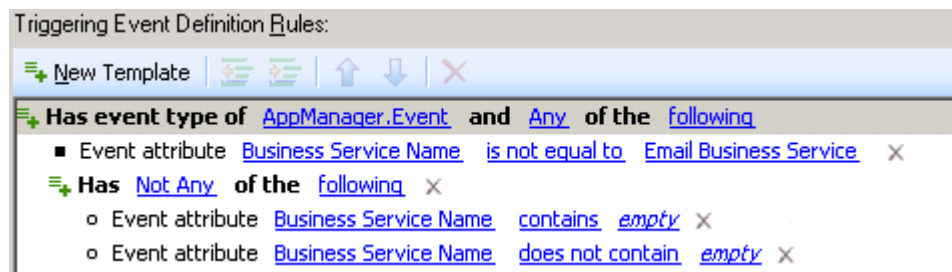 Triggering Event Definition Rules:
New Template
Has event type of AppManager.Event and Any of the following
Event attribute Business Service Name is not equal to Email Business Service
Has Not Any of the following
Event attribute Business Service Name contains empty
Event attribute Business Service Name does not contain empty